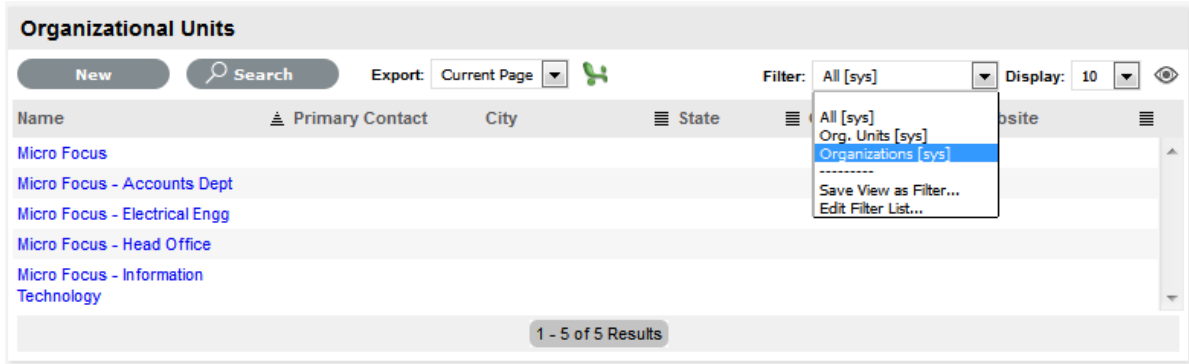 Organizational Units
New Search Export: Current Page Filter: All [sys] Display: 10
Name Primary Contact City State
All [sys]
Org. Units [sys]
Organizations [sys]
---------
Save View as Filter...
Edit Filter List...
Micro Focus
Micro Focus - Accounts Dept
Micro Focus - Electrical Engg
Micro Focus - Head Office
Micro Focus - Information
Technology
1 - 5 of 5 Results